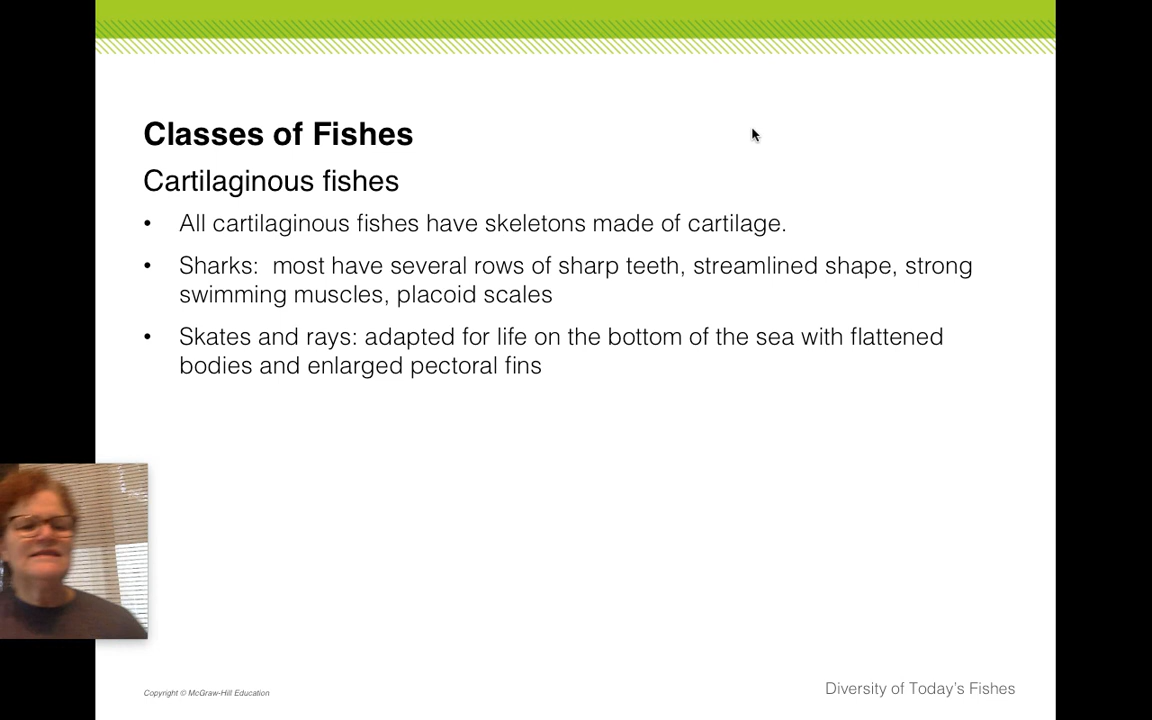 Classes of Fishes
Cartilaginous fishes
• All cartilaginous fishes have skeletons made of cartilage.
• Sharks:  most have several rows of sharp teeth, streamlined shape, strong
swimming muscles, placoid scales
• Skates and rays: adapted for life on the bottom of the sea with flattened
bodies and enlarged pectoral fins
Copyright © McGraw-Hill Education
Diversity of Today’s Fishes